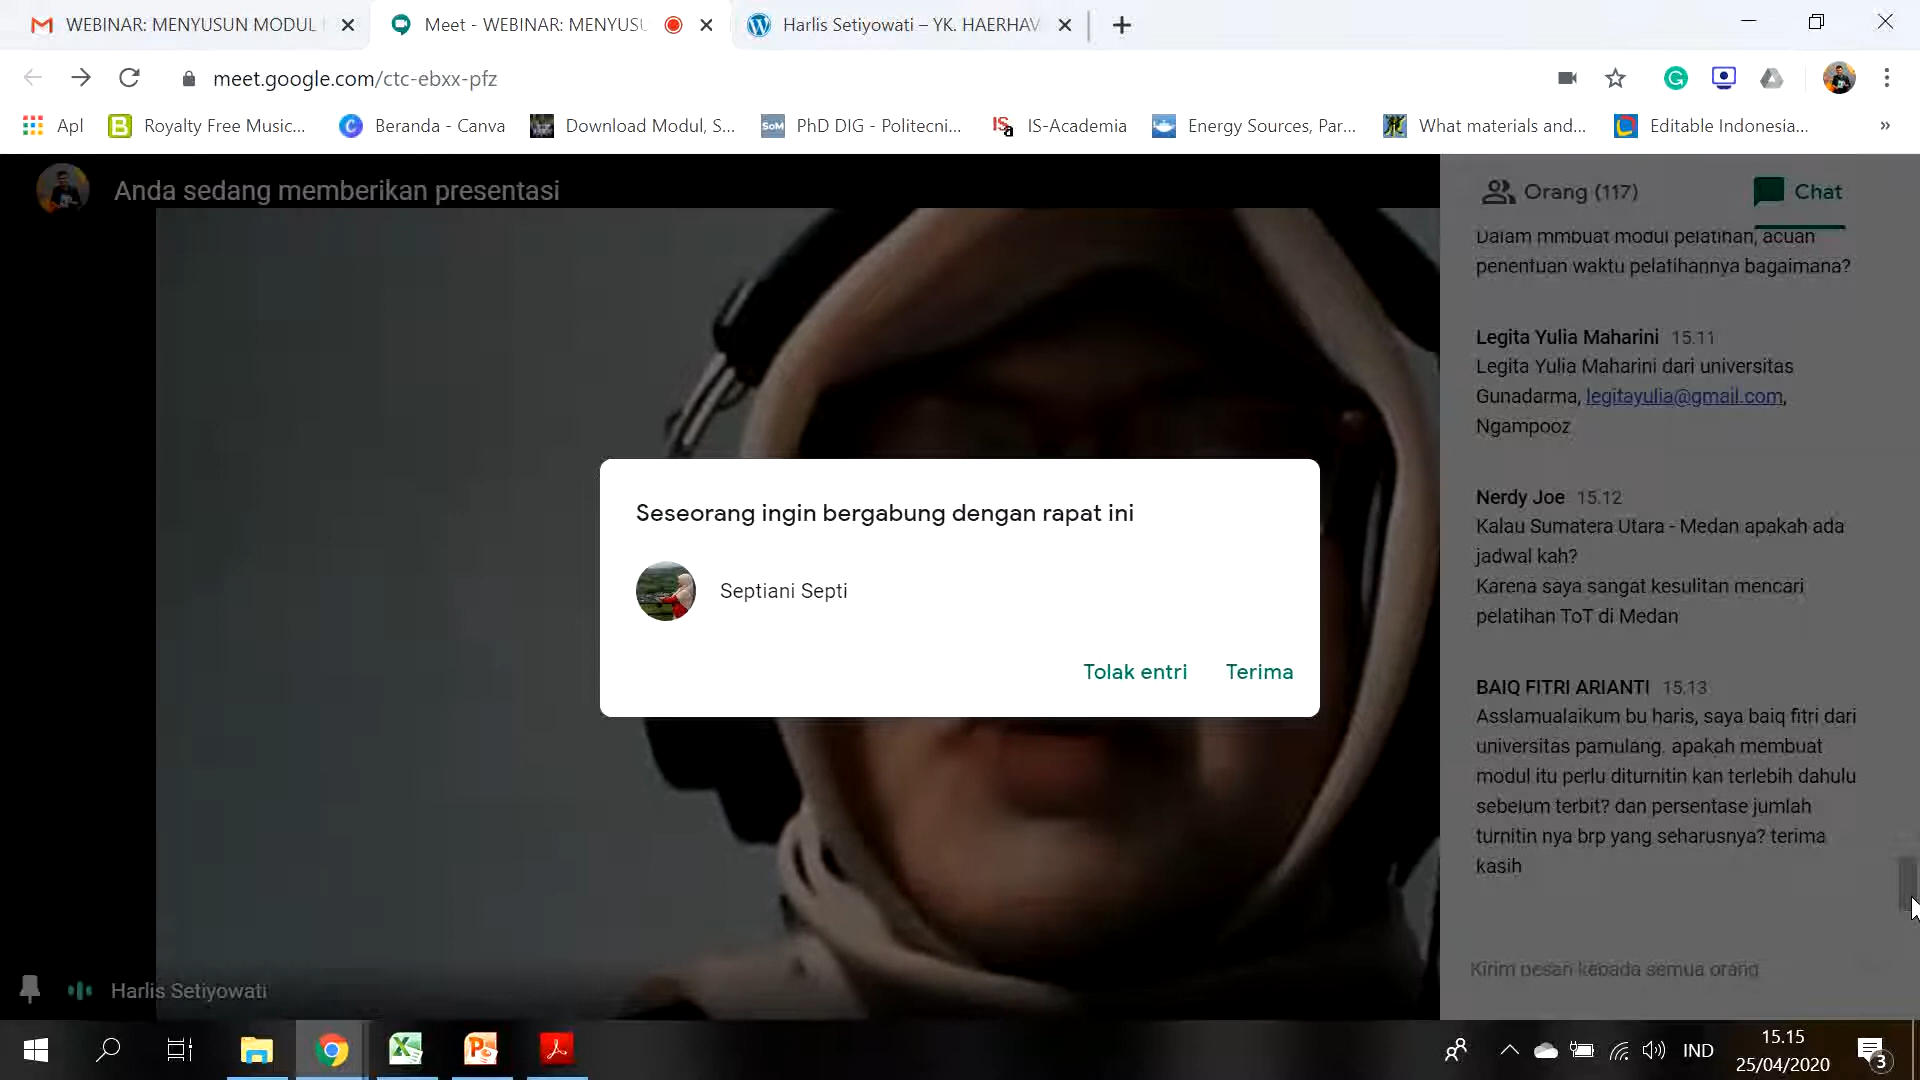 WEBINAR: MENYUSUN MODUL
Meet - WEBINAR: MENYUSU
Harlis Setiyowati – YK. HAERHAV
meet.google.com/ctc-ebxx-pfz
Apl
Royalty Free Music...
Beranda - Canva
Download Modul, S...
SoM
PhD DIG - Politecni...
IS-Academia
Energy Sources, Par...
What materials and...
Editable Indonesia...
»
Anda sedang memberikan presentasi
Orang (117)
Chat
Dalam mmbuat modul pelatihan, acuan
penentuan waktu pelatihannya bagaimana?
Legita Yulia Maharini 15.11
Legita Yulia Maharini dari universitas
Gunadarma, legitayulia@gmail.com,
Ngampooz
Nerdy Joe 15.12
Kalau Sumatera Utara - Medan apakah ada
jadwal kah?
Karena saya sangat kesulitan mencari
pelatihan ToT di Medan
BAIQ FITRI ARIANTI 15.13
Asslamualaikum bu haris, saya baiq fitri dari
universitas pamulang. apakah membuat
modul itu perlu diturnitin kan terlebih dahulu
sebelum terbit? dan persentase jumlah
turnitin nya brp yang seharusnya? terima
kasih
Kirim pesan kepada semua orang
Seseorang ingin bergabung dengan rapat ini
Septiani Septi
Tolak entri
Terima
Harlis Setiyowati
IND
15.15
25/04/2020
3